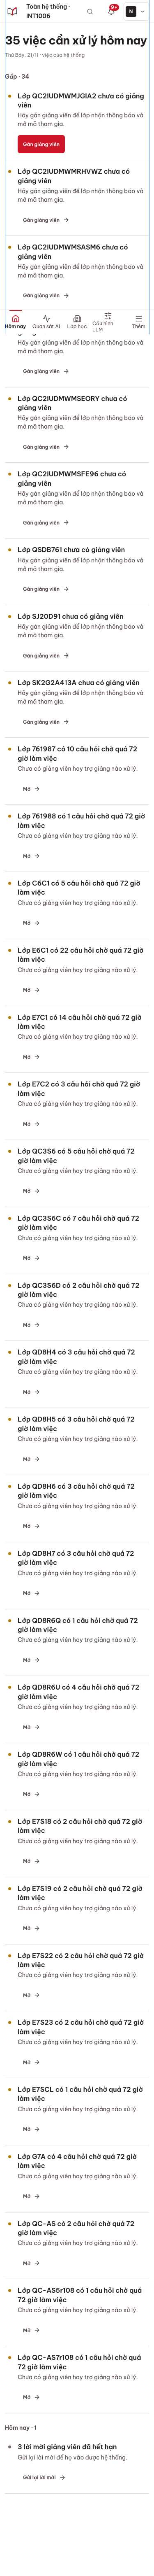 Toàn hệ thống ·
INT1006
9+
N
35 việc cần xử lý hôm nay
Thứ Bảy, 21/11 · việc của hệ thống
Gấp · 34
Lớp QC2IUDMWMJGIA2 chưa có giảng
viên
Hãy gán giảng viên để lớp nhận thông báo và
mở mã tham gia.
Gán giảng viên
Lớp QC2IUDMWMRHVWZ chưa có
giảng viên
Hãy gán giảng viên để lớp nhận thông báo và
mở mã tham gia.
Gán giảng viên
Lớp QC2IUDMWMSASM6 chưa có
giảng viên
Hãy gán giảng viên để lớp nhận thông báo và
mở mã tham gia.
Gán giảng viên
Hôm nay
Quan sát AI
Lớp học
Cấu hình
LLM
Thêm
Hãy gán giảng viên để lớp nhận thông báo và
mở mã tham gia.
Gán giảng viên
Lớp QC2IUDMWMSEORY chưa có
giảng viên
Hãy gán giảng viên để lớp nhận thông báo và
mở mã tham gia.
Gán giảng viên
Lớp QC2IUDMWMSFE96 chưa có
giảng viên
Hãy gán giảng viên để lớp nhận thông báo và
mở mã tham gia.
Gán giảng viên
Lớp QSDB761 chưa có giảng viên
Hãy gán giảng viên để lớp nhận thông báo và
mở mã tham gia.
Gán giảng viên
Lớp SJ20D91 chưa có giảng viên
Hãy gán giảng viên để lớp nhận thông báo và
mở mã tham gia.
Gán giảng viên
Lớp SK2G2A413A chưa có giảng viên
Hãy gán giảng viên để lớp nhận thông báo và
mở mã tham gia.
Gán giảng viên
Lớp 761987 có 10 câu hỏi chờ quá 72
giờ làm việc
Chưa có giảng viên hay trợ giảng nào xử lý.
Mở
Lớp 761988 có 1 câu hỏi chờ quá 72 giờ
làm việc
Chưa có giảng viên hay trợ giảng nào xử lý.
Mở
Lớp C6C1 có 5 câu hỏi chờ quá 72 giờ
làm việc
Chưa có giảng viên hay trợ giảng nào xử lý.
Mở
Lớp E6C1 có 22 câu hỏi chờ quá 72 giờ
làm việc
Chưa có giảng viên hay trợ giảng nào xử lý.
Mở
Lớp E7C1 có 14 câu hỏi chờ quá 72 giờ
làm việc
Chưa có giảng viên hay trợ giảng nào xử lý.
Mở
Lớp E7C2 có 3 câu hỏi chờ quá 72 giờ
làm việc
Chưa có giảng viên hay trợ giảng nào xử lý.
Mở
Lớp QC3S6 có 5 câu hỏi chờ quá 72
giờ làm việc
Chưa có giảng viên hay trợ giảng nào xử lý.
Mở
Lớp QC3S6C có 7 câu hỏi chờ quá 72
giờ làm việc
Chưa có giảng viên hay trợ giảng nào xử lý.
Mở
Lớp QC3S6D có 2 câu hỏi chờ quá 72
giờ làm việc
Chưa có giảng viên hay trợ giảng nào xử lý.
Mở
Lớp QD8H4 có 3 câu hỏi chờ quá 72
giờ làm việc
Chưa có giảng viên hay trợ giảng nào xử lý.
Mở
Lớp QD8H5 có 3 câu hỏi chờ quá 72
giờ làm việc
Chưa có giảng viên hay trợ giảng nào xử lý.
Mở
Lớp QD8H6 có 3 câu hỏi chờ quá 72
giờ làm việc
Chưa có giảng viên hay trợ giảng nào xử lý.
Mở
Lớp QD8H7 có 3 câu hỏi chờ quá 72
giờ làm việc
Chưa có giảng viên hay trợ giảng nào xử lý.
Mở
Lớp QD8R6Q có 1 câu hỏi chờ quá 72
giờ làm việc
Chưa có giảng viên hay trợ giảng nào xử lý.
Mở
Lớp QD8R6U có 4 câu hỏi chờ quá 72
giờ làm việc
Chưa có giảng viên hay trợ giảng nào xử lý.
Mở
Lớp QD8R6W có 1 câu hỏi chờ quá 72
giờ làm việc
Chưa có giảng viên hay trợ giảng nào xử lý.
Mở
Lớp E7S18 có 2 câu hỏi chờ quá 72 giờ
làm việc
Chưa có giảng viên hay trợ giảng nào xử lý.
Mở
Lớp E7S19 có 2 câu hỏi chờ quá 72 giờ
làm việc
Chưa có giảng viên hay trợ giảng nào xử lý.
Mở
Lớp E7S22 có 2 câu hỏi chờ quá 72 giờ
làm việc
Chưa có giảng viên hay trợ giảng nào xử lý.
Mở
Lớp E7S23 có 2 câu hỏi chờ quá 72 giờ
làm việc
Chưa có giảng viên hay trợ giảng nào xử lý.
Mở
Lớp E7SCL có 1 câu hỏi chờ quá 72 giờ
làm việc
Chưa có giảng viên hay trợ giảng nào xử lý.
Mở
Lớp G7A có 4 câu hỏi chờ quá 72 giờ
làm việc
Chưa có giảng viên hay trợ giảng nào xử lý.
Mở
Lớp QC-AS có 2 câu hỏi chờ quá 72
giờ làm việc
Chưa có giảng viên hay trợ giảng nào xử lý.
Mở
Lớp QC-AS5r108 có 1 câu hỏi chờ quá
72 giờ làm việc
Chưa có giảng viên hay trợ giảng nào xử lý.
Mở
Lớp QC-AS7r108 có 1 câu hỏi chờ quá
72 giờ làm việc
Chưa có giảng viên hay trợ giảng nào xử lý.
Mở
Hôm nay · 1
3 lời mời giảng viên đã hết hạn
Gửi lại lời mời để họ vào được hệ thống.
Gửi lại lời mời